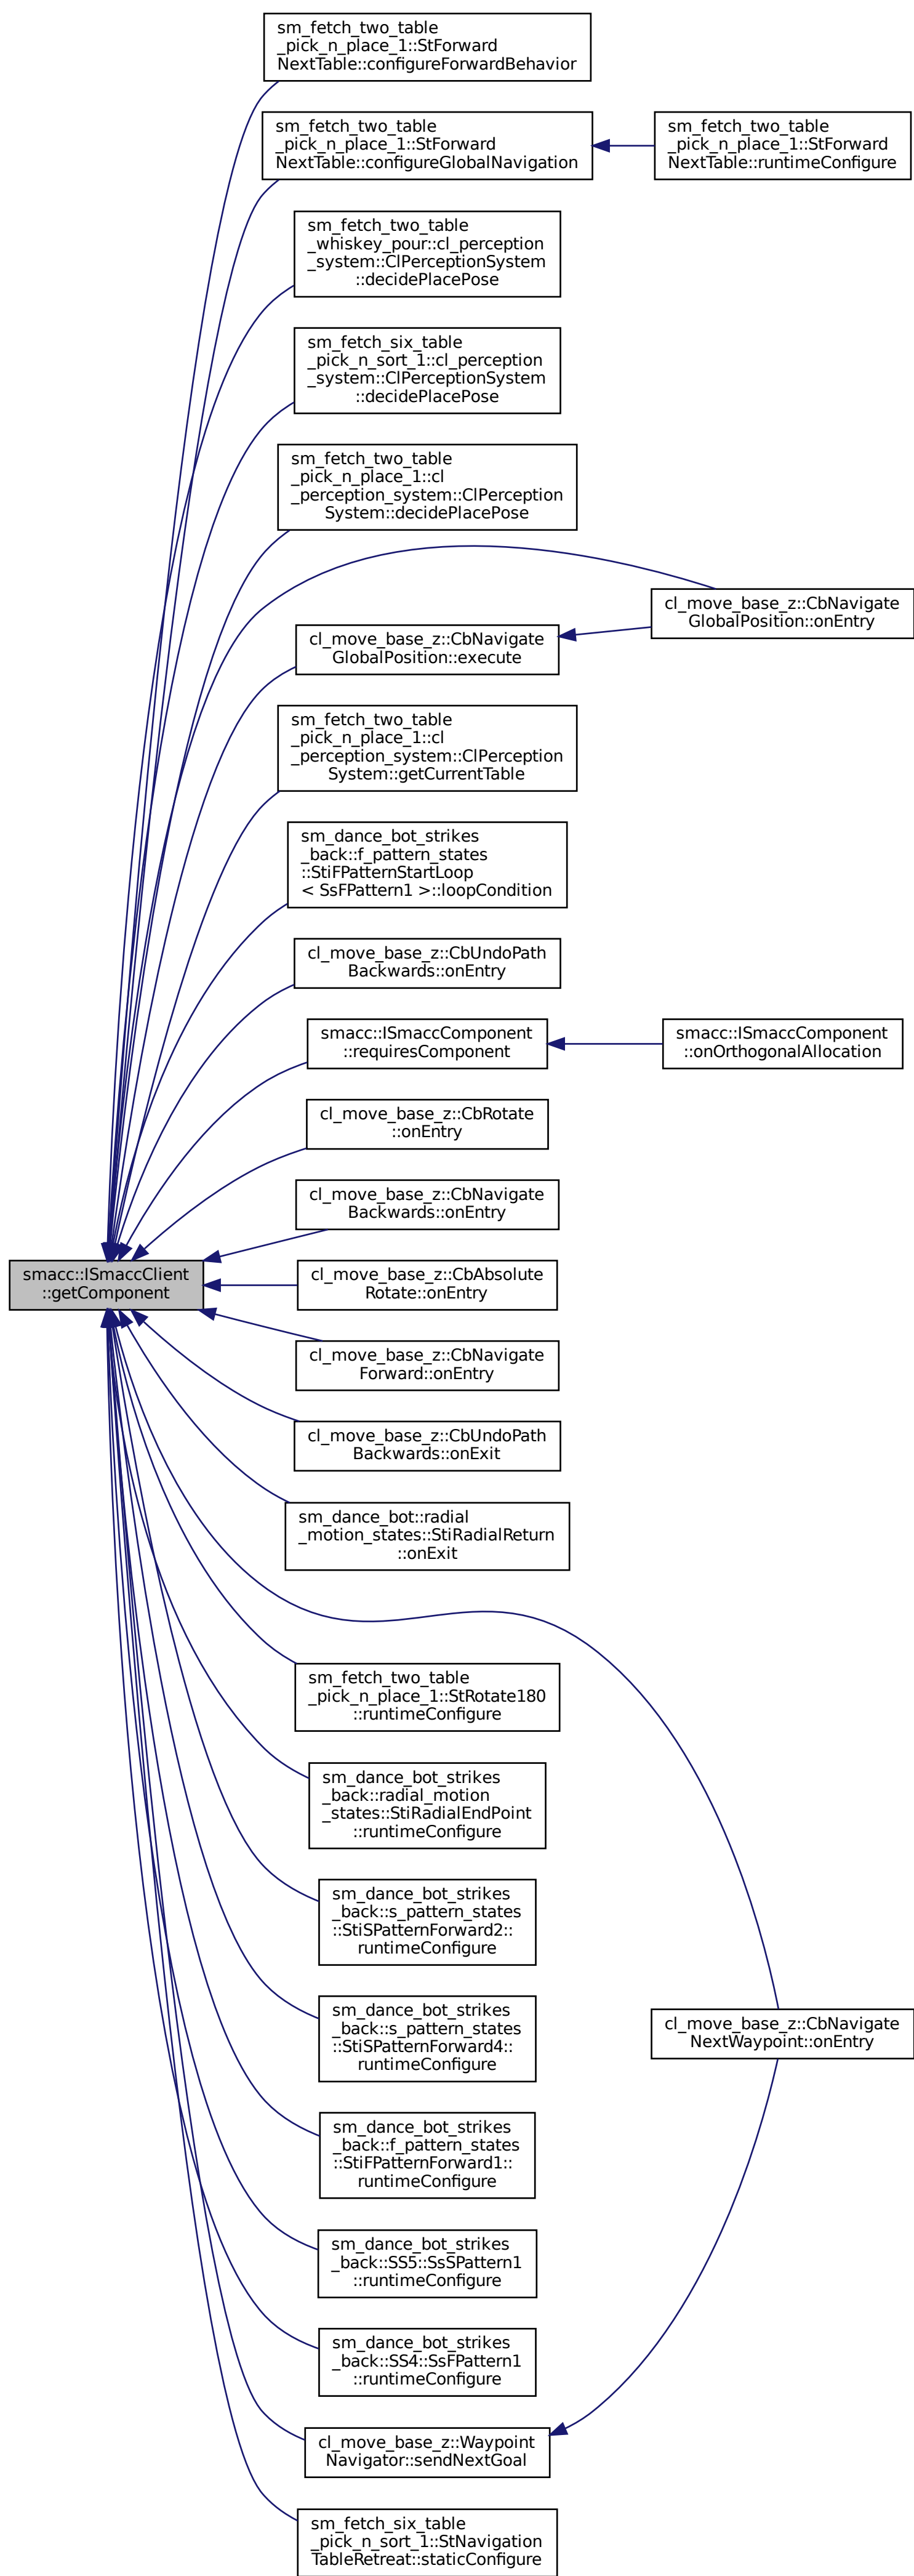 sm_fetch_two_table
_pick_n_place_1::StForward
NextTable::configureForwardBehavior
sm_fetch_two_table
_pick_n_place_1::StForward
NextTable::configureGlobalNavigation
sm_fetch_two_table
_pick_n_place_1::StForward
NextTable::runtimeConfigure
sm_fetch_two_table
_whiskey_pour::cl_perception
_system::ClPerceptionSystem
::decidePlacePose
sm_fetch_six_table
_pick_n_sort_1::cl_perception
_system::ClPerceptionSystem
::decidePlacePose
sm_fetch_two_table
_pick_n_place_1::cl
_perception_system::ClPerception
System::decidePlacePose
cl_move_base_z::CbNavigate
GlobalPosition::onEntry
cl_move_base_z::CbNavigate
GlobalPosition::execute
sm_fetch_two_table
_pick_n_place_1::cl
_perception_system::ClPerception
System::getCurrentTable
sm_dance_bot_strikes
_back::f_pattern_states
::StiFPatternStartLoop
< SsFPattern1 >::loopCondition
cl_move_base_z::CbUndoPath
Backwards::onEntry
smacc::ISmaccComponent
::requiresComponent
smacc::ISmaccComponent
::onOrthogonalAllocation
cl_move_base_z::CbRotate
::onEntry
cl_move_base_z::CbNavigate
Backwards::onEntry
smacc::ISmaccClient
::getComponent
cl_move_base_z::CbAbsolute
Rotate::onEntry
cl_move_base_z::CbNavigate
Forward::onEntry
cl_move_base_z::CbUndoPath
Backwards::onExit
sm_dance_bot::radial
_motion_states::StiRadialReturn
::onExit
sm_fetch_two_table
_pick_n_place_1::StRotate180
::runtimeConfigure
sm_dance_bot_strikes
_back::radial_motion
_states::StiRadialEndPoint
::runtimeConfigure
sm_dance_bot_strikes
_back::s_pattern_states
::StiSPatternForward2::
runtimeConfigure
sm_dance_bot_strikes
_back::s_pattern_states
::StiSPatternForward4::
runtimeConfigure
cl_move_base_z::CbNavigate
NextWaypoint::onEntry
sm_dance_bot_strikes
_back::f_pattern_states
::StiFPatternForward1::
runtimeConfigure
sm_dance_bot_strikes
_back::SS5::SsSPattern1
::runtimeConfigure
sm_dance_bot_strikes
_back::SS4::SsFPattern1
::runtimeConfigure
cl_move_base_z::Waypoint
Navigator::sendNextGoal
sm_fetch_six_table
_pick_n_sort_1::StNavigation
TableRetreat::staticConfigure